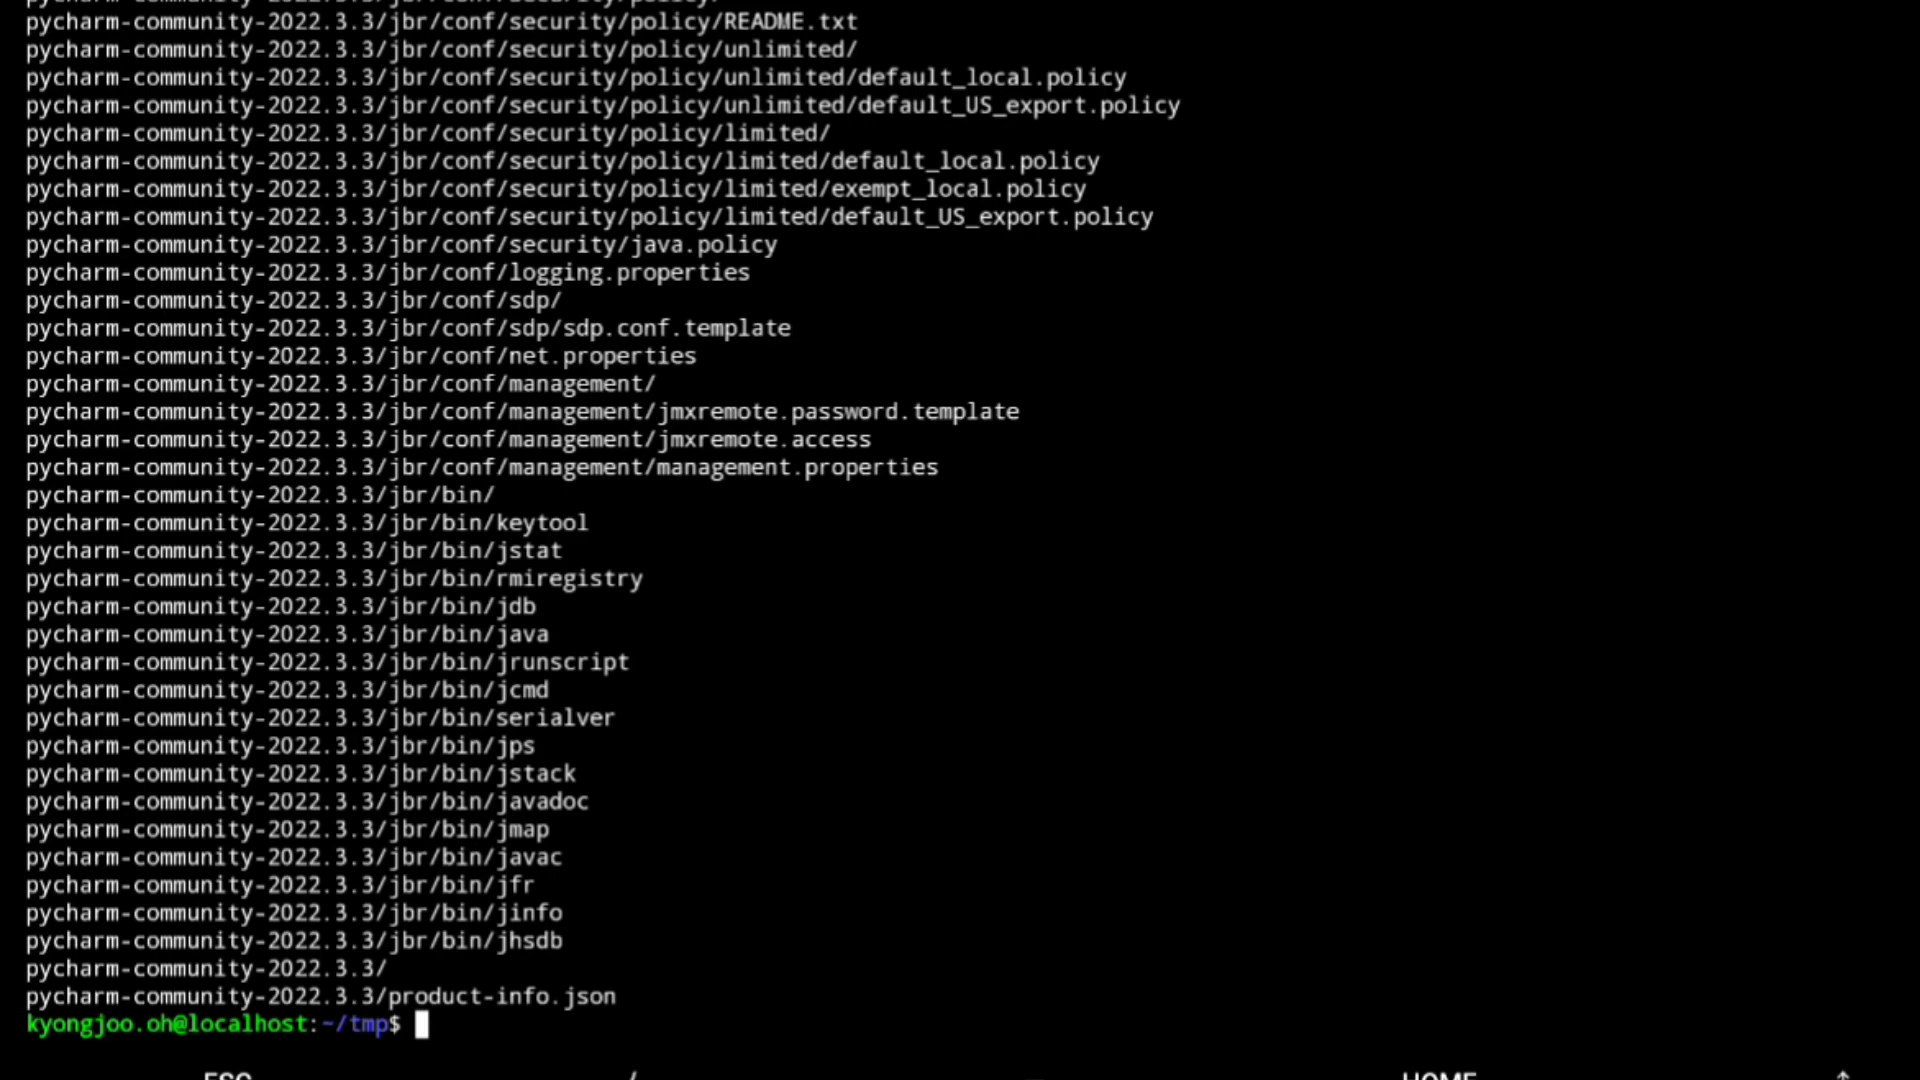 pycharm-community-2022.3.3/jbr/conf/security/policy/
pycharm-community-2022.3.3/jbr/conf/security/policy/README.txt
pycharm-community-2022.3.3/jbr/conf/security/policy/unlimited/
pycharm-community-2022.3.3/jbr/conf/security/policy/unlimited/default_local.policy
pycharm-community-2022.3.3/jbr/conf/security/policy/unlimited/default_US_export.policy
pycharm-community-2022.3.3/jbr/conf/security/policy/limited/
pycharm-community-2022.3.3/jbr/conf/security/policy/limited/default_local.policy
pycharm-community-2022.3.3/jbr/conf/security/policy/limited/exempt_local.policy
pycharm-community-2022.3.3/jbr/conf/security/policy/limited/default_US_export.policy
pycharm-community-2022.3.3/jbr/conf/security/java.policy
pycharm-community-2022.3.3/jbr/conf/logging.properties
pycharm-community-2022.3.3/jbr/conf/sdp/
pycharm-community-2022.3.3/jbr/conf/sdp/sdp.conf.template
pycharm-community-2022.3.3/jbr/conf/net.properties
pycharm-community-2022.3.3/jbr/conf/management/
pycharm-community-2022.3.3/jbr/conf/management/jmxremote.password.template
pycharm-community-2022.3.3/jbr/conf/management/jmxremote.access
pycharm-community-2022.3.3/jbr/conf/management/management.properties
pycharm-community-2022.3.3/jbr/bin/
pycharm-community-2022.3.3/jbr/bin/keytool
pycharm-community-2022.3.3/jbr/bin/jstat
pycharm-community-2022.3.3/jbr/bin/rmiregistry
pycharm-community-2022.3.3/jbr/bin/jdb
pycharm-community-2022.3.3/jbr/bin/java
pycharm-community-2022.3.3/jbr/bin/jrunscript
pycharm-community-2022.3.3/jbr/bin/jcmd
pycharm-community-2022.3.3/jbr/bin/serialver
pycharm-community-2022.3.3/jbr/bin/jps
pycharm-community-2022.3.3/jbr/bin/jstack
pycharm-community-2022.3.3/jbr/bin/javadoc
pycharm-community-2022.3.3/jbr/bin/jmap
pycharm-community-2022.3.3/jbr/bin/javac
pycharm-community-2022.3.3/jbr/bin/jfr
pycharm-community-2022.3.3/jbr/bin/jinfo
pycharm-community-2022.3.3/jbr/bin/jhsdb
pycharm-community-2022.3.3/
pycharm-community-2022.3.3/product-info.json
kyongjoo.oh@localhost:~/tmp$
ESC / HOME ↑